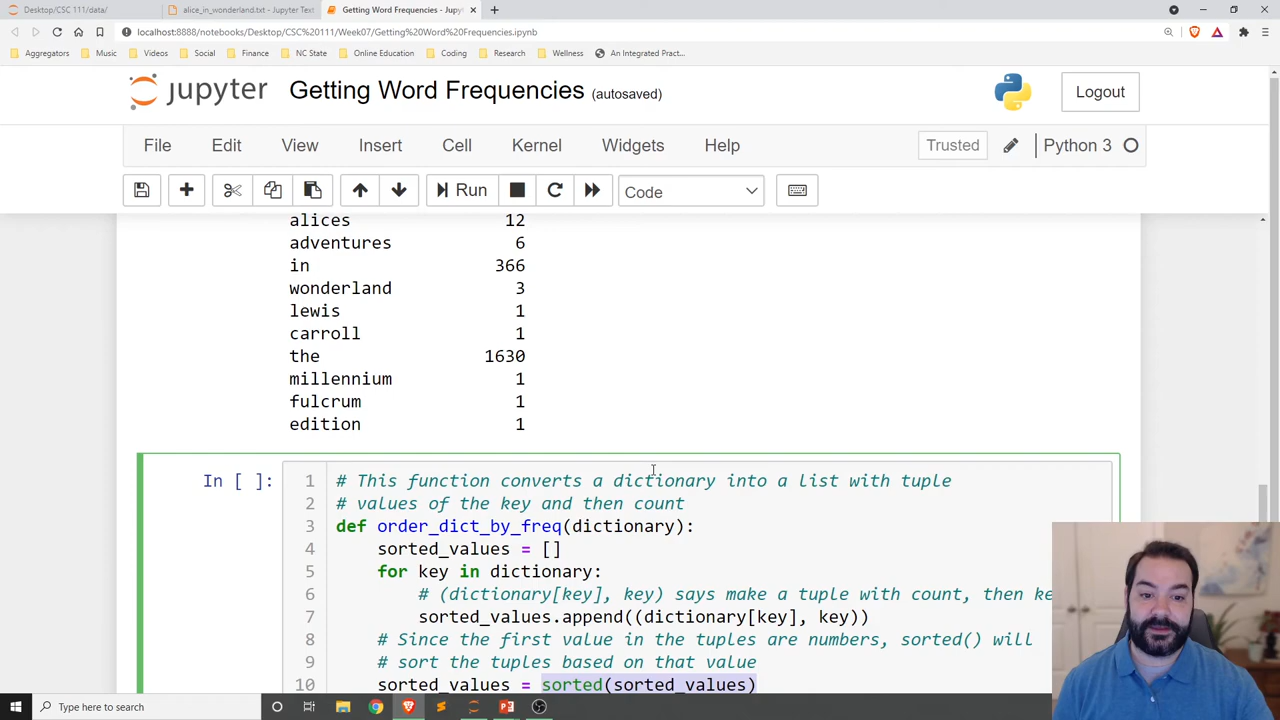 Desktop/CSC 111/data/
alice_in_wonderland.txt - Jupyter Text
Getting Word Frequencies - Jupyt
localhost:8888/notebooks/Desktop/CSC%20111/Week07/Getting%20Word%20Frequencies.ipynb
Aggregators Music Videos Social Finance NC State Online Education Coding Research Wellness An Integrated Pract...
jupyter Getting Word Frequencies (autosaved) Logout
File Edit View Insert Cell Kernel Widgets Help Trusted Python 3
Run Code
alices 12
adventures 6
in 366
wonderland 3
lewis 1
carroll 1
the 1630
millennium 1
fulcrum 1
edition 1
In [ ]: 1 # This function converts a dictionary into a list with tuple
2 # values of the key and then count
3 def order_dict_by_freq(dictionary):
4 sorted_values = []
5 for key in dictionary:
6 # (dictionary[key], key) says make a tuple with count, then ke
7 sorted_values.append((dictionary[key], key))
8 # Since the first value in the tuples are numbers, sorted() will
9 # sort the tuples based on that value
10 sorted_values = sorted(sorted_values)
Type here to search